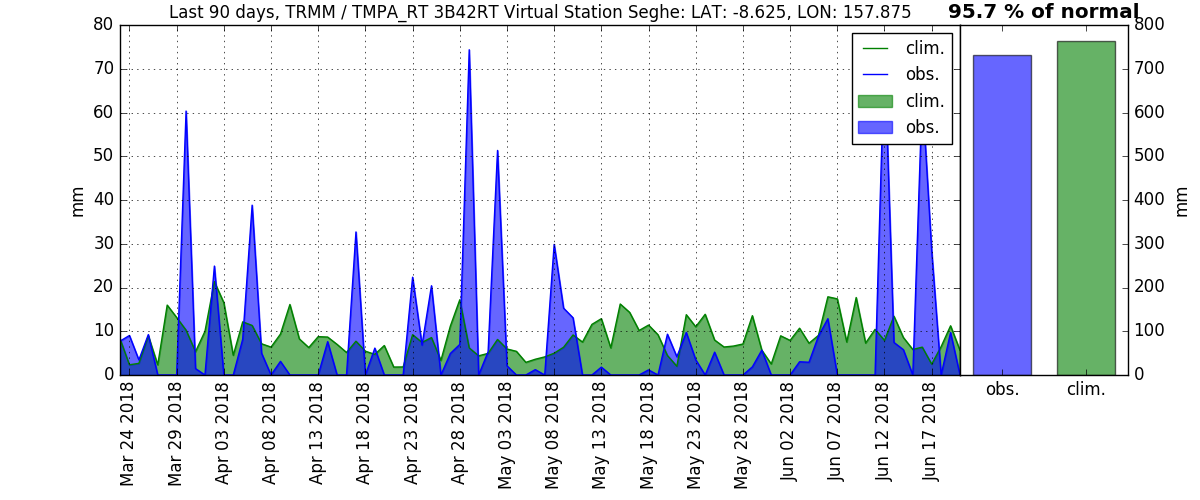 Last 90 days, TRMM / TMPA_RT 3B42RT Virtual Station Seghe: LAT: -8.625, LON: 157.875
95.7 % of normal
80
70
60
50
40
30
20
10
0
mm
clim.
obs.
clim.
obs.
800
700
600
500
400
300
200
100
0
mm
Mar 24 2018
Mar 29 2018
Apr 03 2018
Apr 08 2018
Apr 13 2018
Apr 18 2018
Apr 23 2018
Apr 28 2018
May 03 2018
May 08 2018
May 13 2018
May 18 2018
May 23 2018
May 28 2018
Jun 02 2018
Jun 07 2018
Jun 12 2018
Jun 17 2018
obs.
clim.